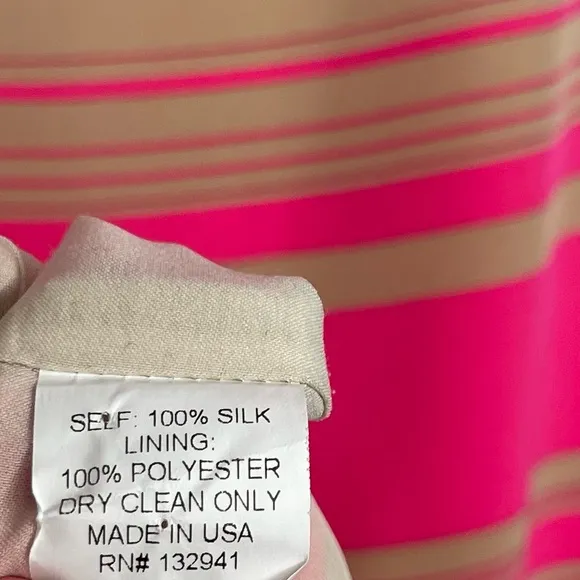 SELF: 100% SILK
LINING:
100% POLYESTER
DRY CLEAN ONLY
MADE IN USA
RN# 132941